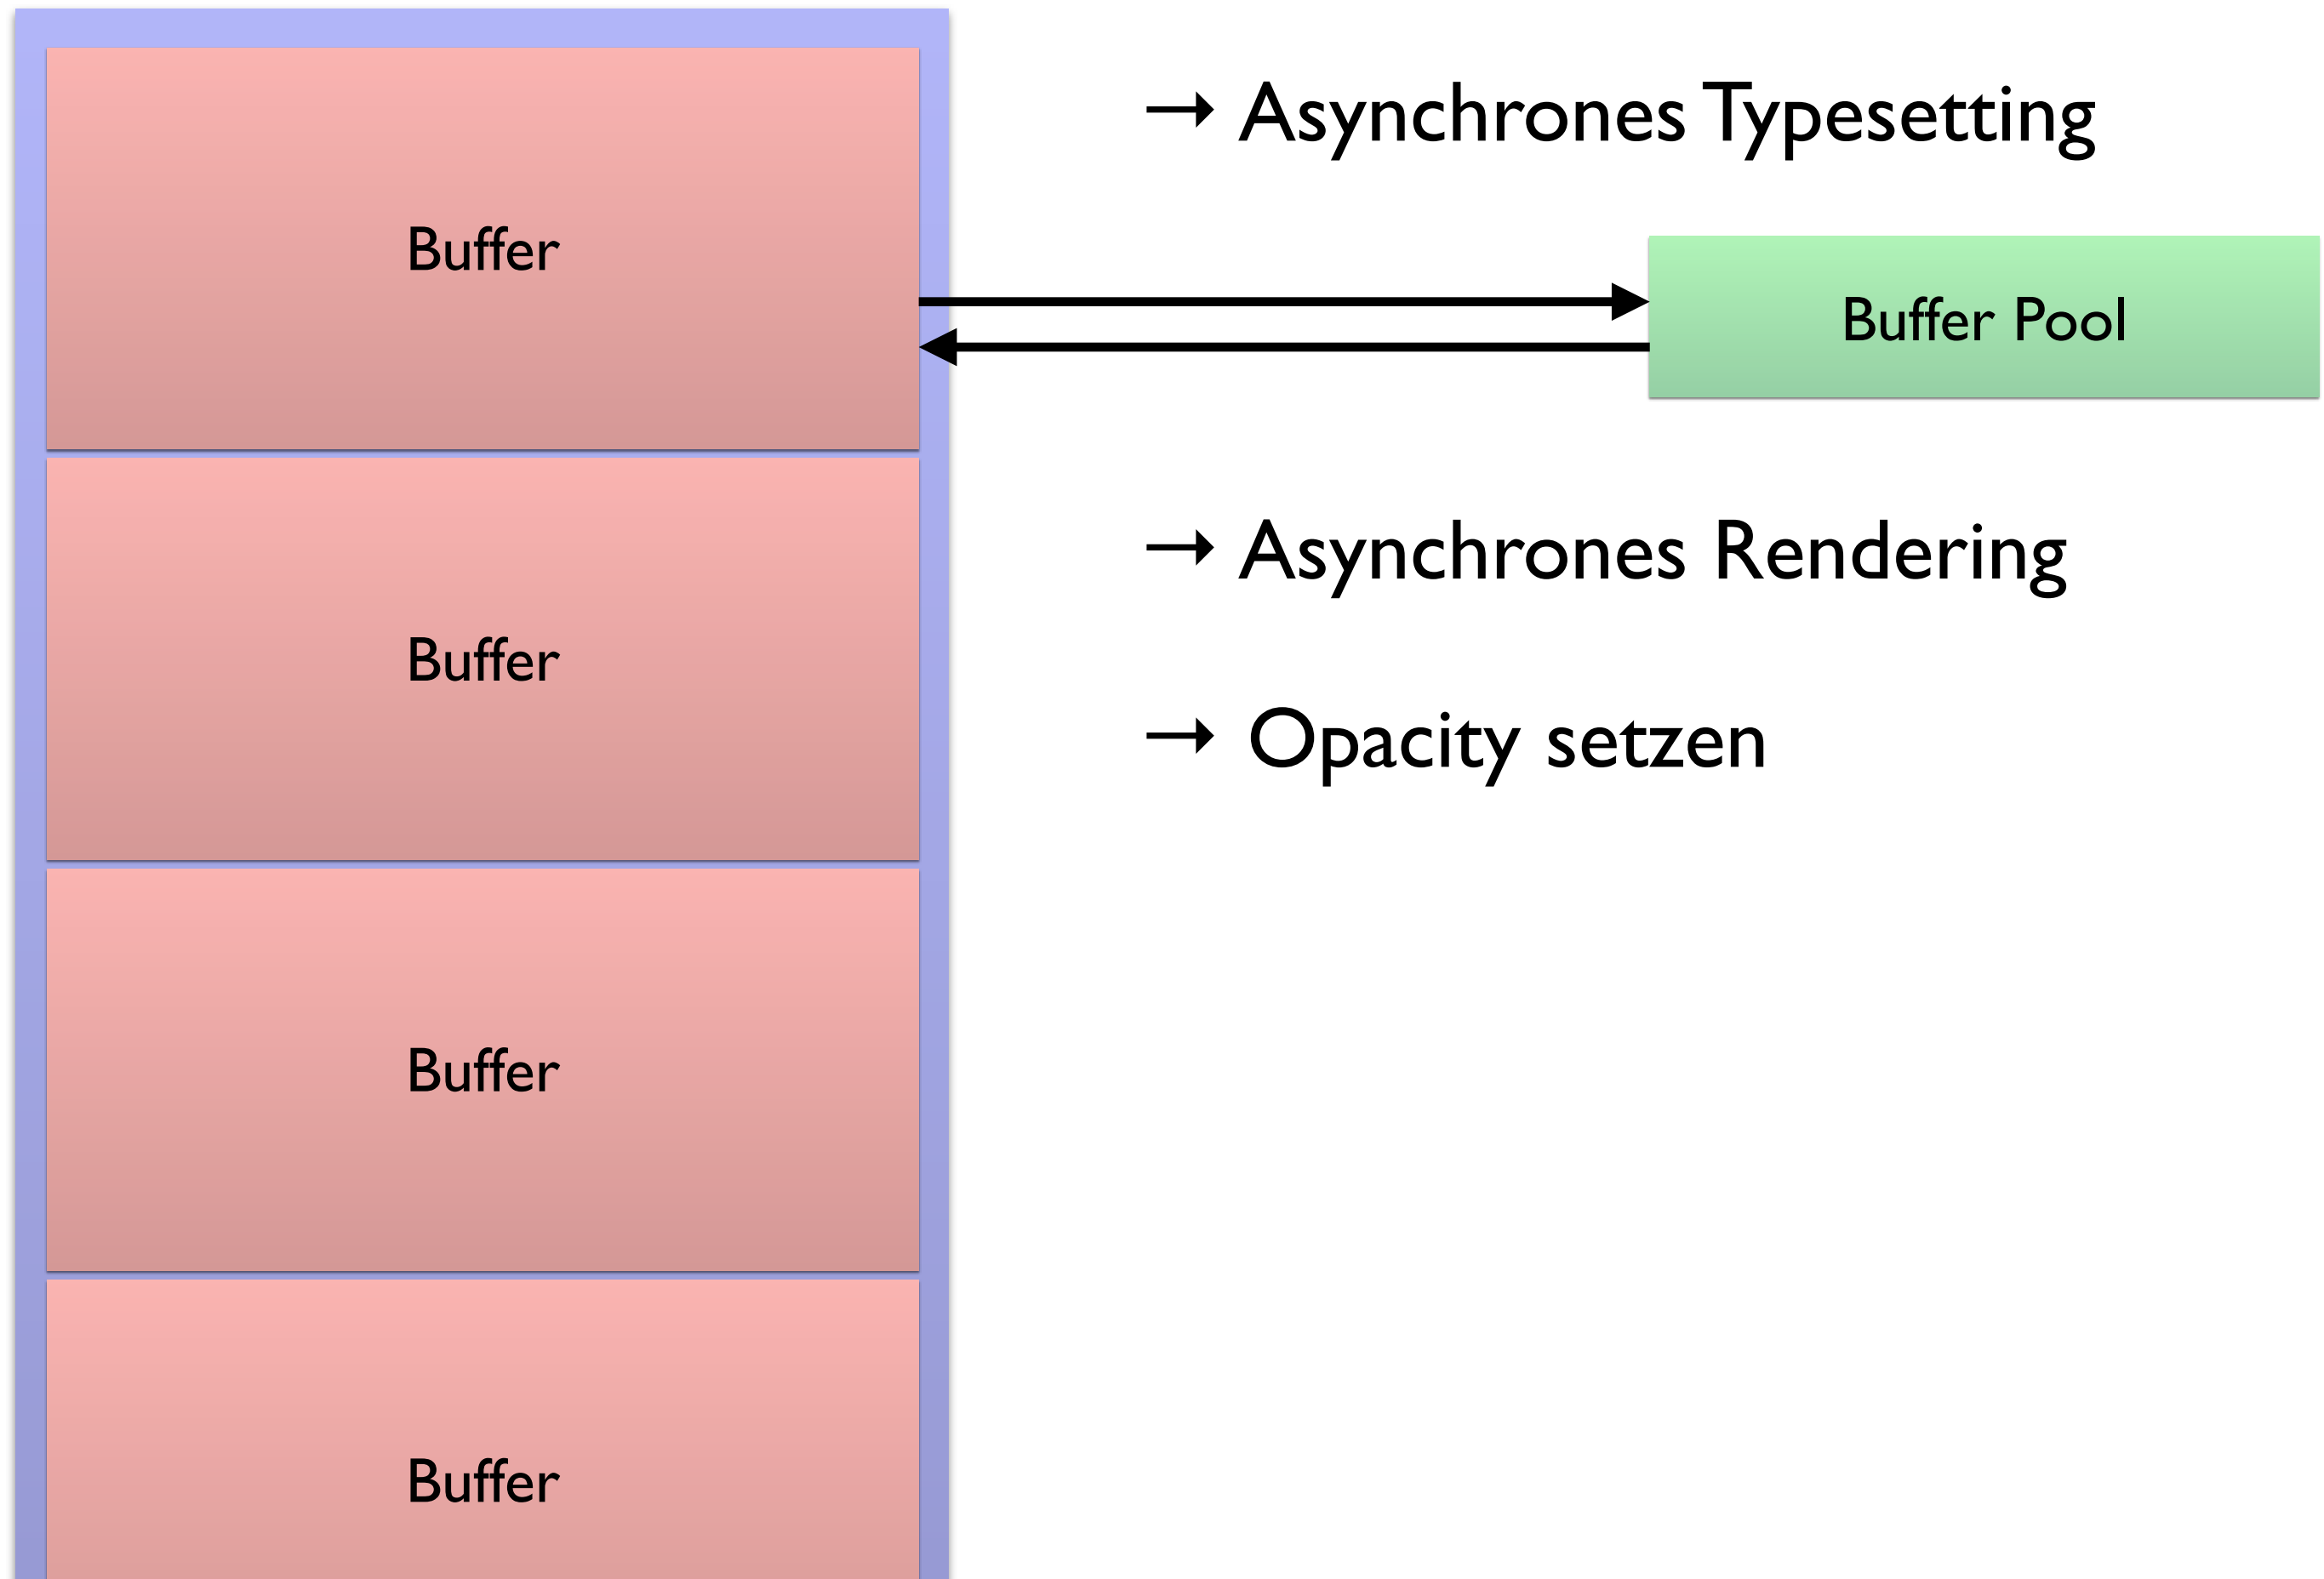 → Asynchrones Typesetting
Buffer
Buffer Pool
→ Asynchrones Rendering
Buffer
→ Opacity setzen
Buffer
Buffer